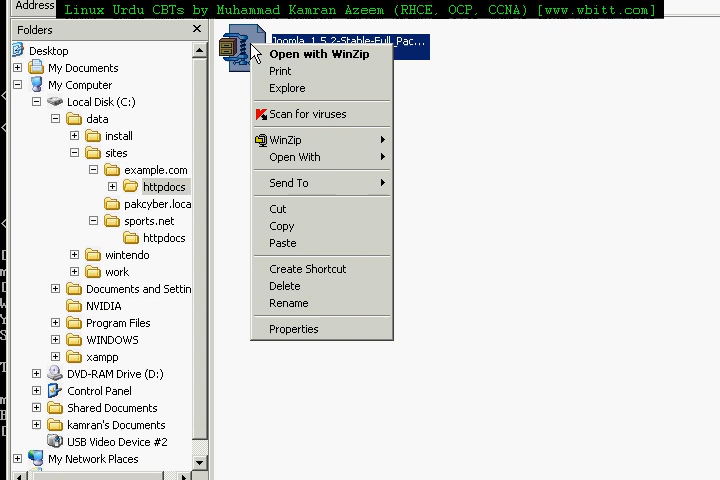 Address
Linux Urdu CBTs by Muhammad Kamran Azeem (RHCE, OCP, CCNA) [www.wbitt.com]
Folders
Desktop
My Documents
My Computer
Local Disk (C:)
data
install
sites
example.com
httpdocs
pakcyber.loca
sports.net
httpdocs
wintendo
work
Documents and Settin
NVIDIA
Program Files
WINDOWS
xampp
DVD-RAM Drive (D:)
Control Panel
Shared Documents
kamran's Documents
USB Video Device #2
My Network Places
Joomla_1.5.2-Stable-Full_Pac...
Open with WinZip
Print
Explore
Scan for viruses
WinZip
Open With
Send To
Cut
Copy
Paste
Create Shortcut
Delete
Rename
Properties